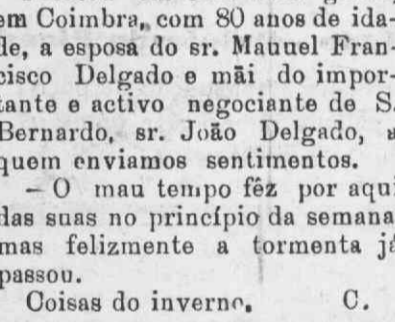 em Coimbra, com 80 anos de ida-
de, a esposa do sr. Manuel Fran-
cisco Delgado e mãi do impor-
tante e activo negociante de S.
Bernardo, sr. João Delgado, a
quem enviamos sentimentos.
— O mau tempo fêz por aqui
das suas no princípio da semana
mas felizmente a tormenta já
passou.
Coisas do inverno. C.